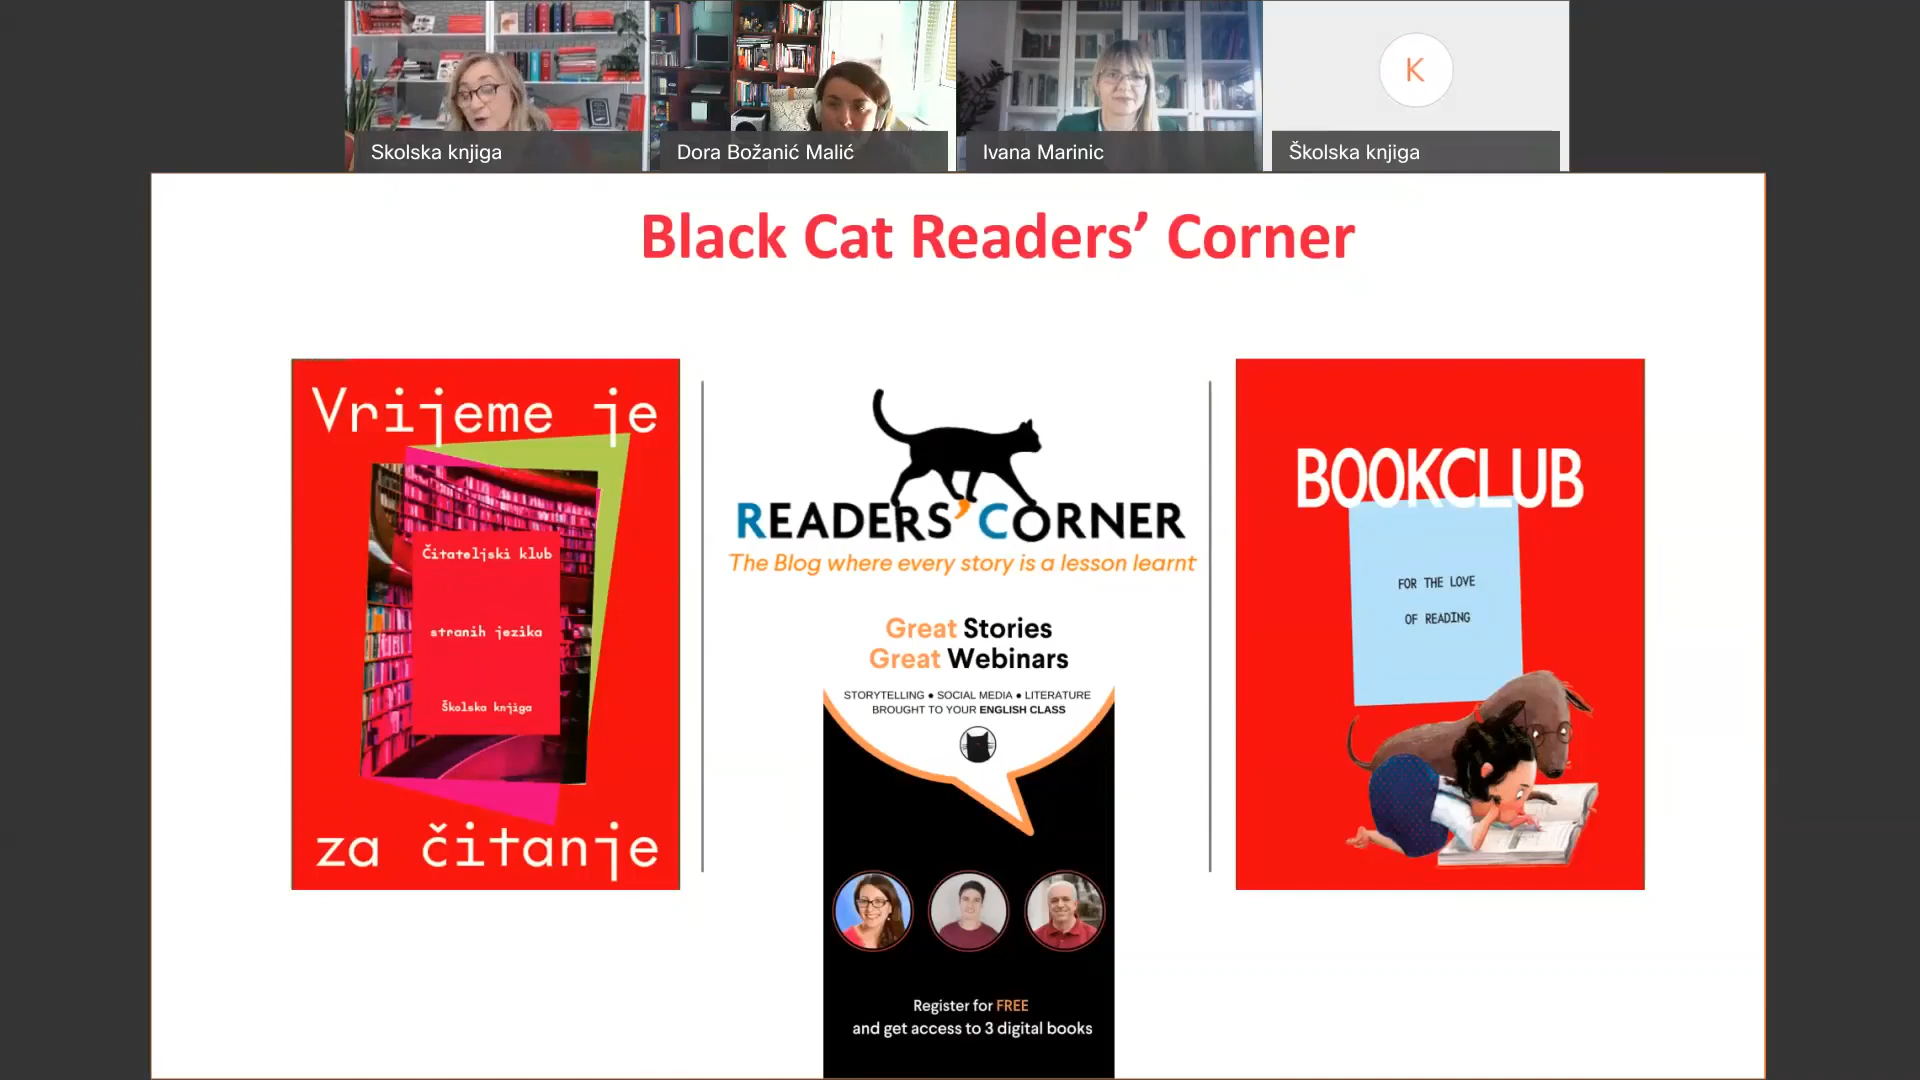 Skolska knjiga
Dora Božanić Malić
Ivana Marinic
K
Školska knjiga
Black Cat Readers’ Corner
Vrijeme je
Čitateljski klub
stranih jezika
Školska knjiga
za čitanje
READERS’CORNER
The Blog where every story is a lesson learnt
Great Stories
Great Webinars
STORYTELLING ● SOCIAL MEDIA ● LITERATURE
BROUGHT TO YOUR ENGLISH CLASS
Register for FREE
and get access to 3 digital books
BOOKCLUB
FOR THE LOVE
OF READING